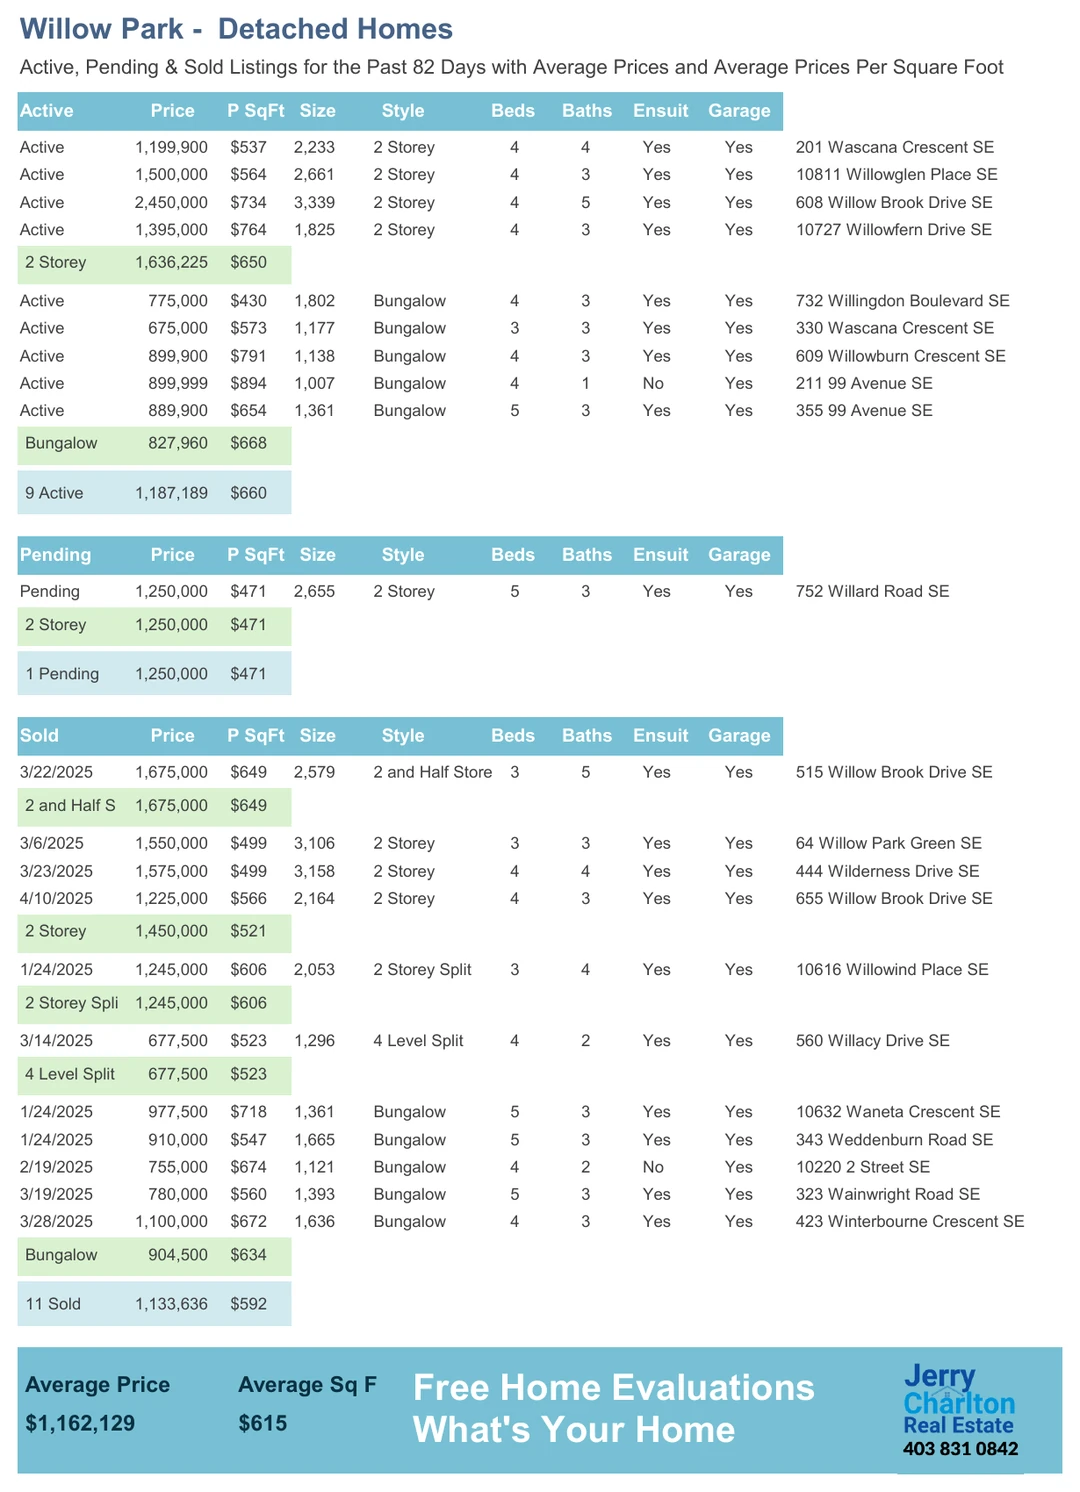 Willow Park - Detached Homes
Active, Pending & Sold Listings for the Past 82 Days with Average Prices and Average Prices Per Square Foot
Active Price P SqFt Size Style Beds Baths Ensuit Garage
Active 1,199,900 $537 2,233 2 Storey 4 4 Yes Yes 201 Wascana Crescent SE
Active 1,500,000 $564 2,661 2 Storey 4 3 Yes Yes 10811 Willowglen Place SE
Active 2,450,000 $734 3,339 2 Storey 4 5 Yes Yes 608 Willow Brook Drive SE
Active 1,395,000 $764 1,825 2 Storey 4 3 Yes Yes 10727 Willowfern Drive SE
2 Storey 1,636,225 $650
Active 775,000 $430 1,802 Bungalow 4 3 Yes Yes 732 Willingdon Boulevard SE
Active 675,000 $573 1,177 Bungalow 3 3 Yes Yes 330 Wascana Crescent SE
Active 899,900 $791 1,138 Bungalow 4 3 Yes Yes 609 Willowburn Crescent SE
Active 899,999 $894 1,007 Bungalow 4 1 No Yes 211 99 Avenue SE
Active 889,900 $654 1,361 Bungalow 5 3 Yes Yes 355 99 Avenue SE
Bungalow 827,960 $668
9 Active 1,187,189 $660
Pending Price P SqFt Size Style Beds Baths Ensuit Garage
Pending 1,250,000 $471 2,655 2 Storey 5 3 Yes Yes 752 Willard Road SE
2 Storey 1,250,000 $471
1 Pending 1,250,000 $471
Sold Price P SqFt Size Style Beds Baths Ensuit Garage
3/22/2025 1,675,000 $649 2,579 2 and Half Store 3 5 Yes Yes 515 Willow Brook Drive SE
2 and Half S 1,675,000 $649
3/6/2025 1,550,000 $499 3,106 2 Storey 3 3 Yes Yes 64 Willow Park Green SE
3/23/2025 1,575,000 $499 3,158 2 Storey 4 4 Yes Yes 444 Wilderness Drive SE
4/10/2025 1,225,000 $566 2,164 2 Storey 4 3 Yes Yes 655 Willow Brook Drive SE
2 Storey 1,450,000 $521
1/24/2025 1,245,000 $606 2,053 2 Storey Split 3 4 Yes Yes 10616 Willowind Place SE
2 Storey Spli 1,245,000 $606
3/14/2025 677,500 $523 1,296 4 Level Split 4 2 Yes Yes 560 Willacy Drive SE
4 Level Split 677,500 $523
1/24/2025 977,500 $718 1,361 Bungalow 5 3 Yes Yes 10632 Waneta Crescent SE
1/24/2025 910,000 $547 1,665 Bungalow 5 3 Yes Yes 343 Weddenburn Road SE
2/19/2025 755,000 $674 1,121 Bungalow 4 2 No Yes 10220 2 Street SE
3/19/2025 780,000 $560 1,393 Bungalow 5 3 Yes Yes 323 Wainwright Road SE
3/28/2025 1,100,000 $672 1,636 Bungalow 4 3 Yes Yes 423 Winterbourne Crescent SE
Bungalow 904,500 $634
11 Sold 1,133,636 $592
Average Price Average Sq F
$1,162,129 $615
Free Home Evaluations
What's Your Home
Jerry
Charlton
Real Estate
403 831 0842